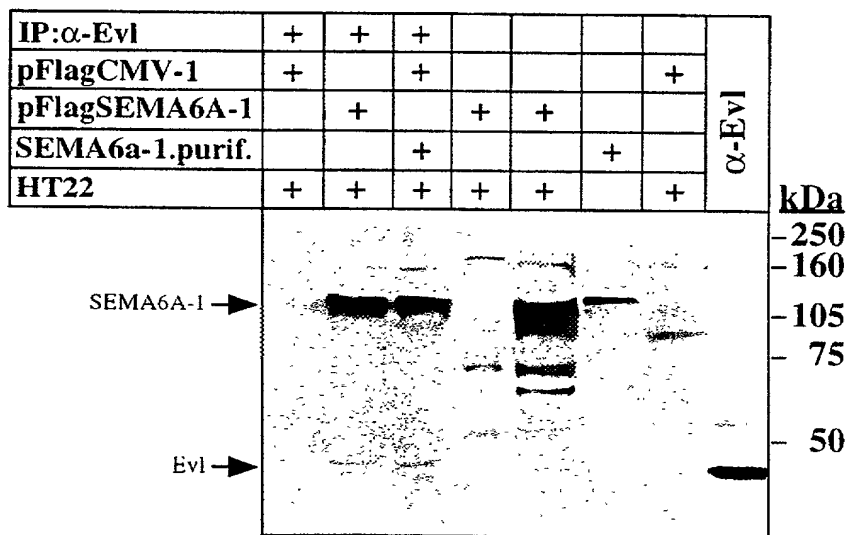 IP:α-Evl + + +
pFlagCMV-1 + + +
pFlagSEMA6A-1 + + +
SEMA6a-1.purif. + +
HT22 + + + + + +
α-Evl
kDa
-250
-160
SEMA6A-1
-105
-75
-50
Evl